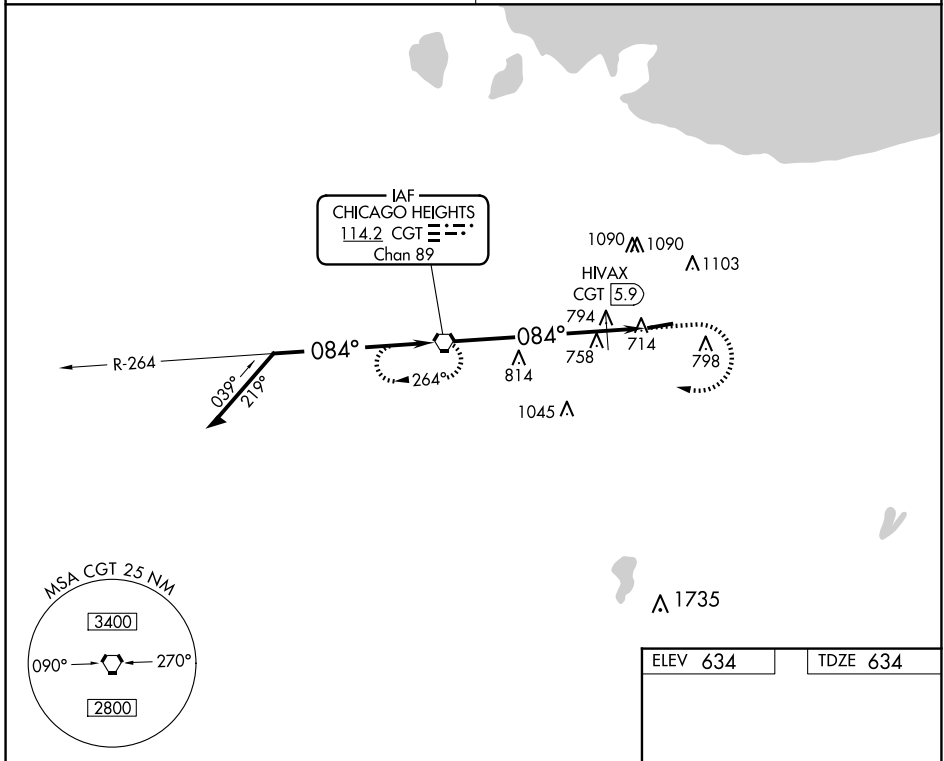 IAF
CHICAGO HEIGHTS
114.2 CGT
Chan 89
1090 1090
1103
HIVAX
CGT 5.9
794
R-264
084°
084°
758
714
798
264°
814
039°
219°
1045
MSA CGT 25 NM
3400
090° 270°
2800
1735
ELEV 634 TDZE 634